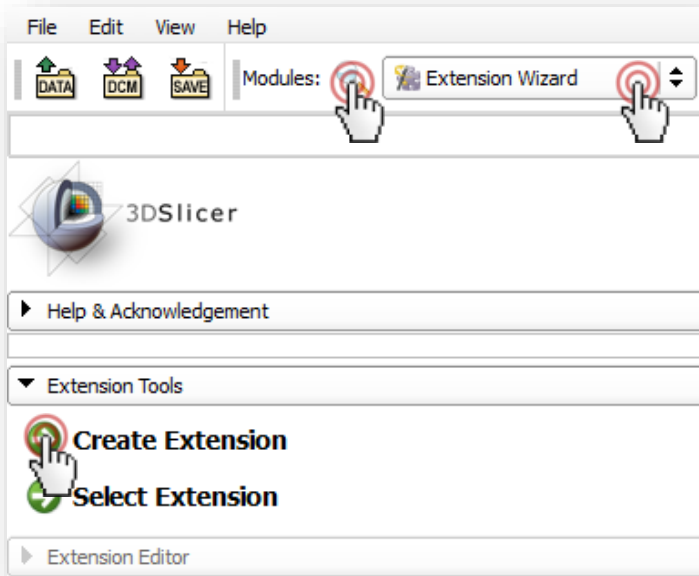 File Edit View Help
DATA DCM SAVE Modules: Extension Wizard
3DSlicer
Help & Acknowledgement
Extension Tools
Create Extension
Select Extension
Extension Editor